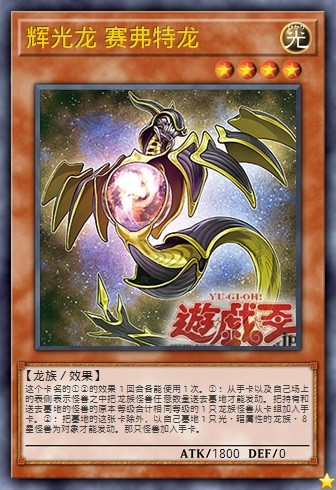 辉光龙 赛弗特龙
光
YU-GI-OH!
遊戯王
【龙族/效果】
这个卡名的①②的效果1回合各能使用1次。①:从手卡以及自己场上
的表侧表示怪兽之中把龙族怪兽任意数量送去墓地才能发动。把持有和
送去墓地的怪兽的原本等级合计相同等级的1只龙族怪兽从卡组加入手
卡。②:把墓地的这张卡除外,以自己墓地1只光·暗属性的龙族·8
星怪兽为对象才能发动。那只怪兽加入手卡。
ATK/1800 DEF/0